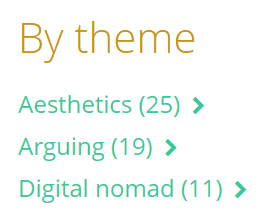 By theme
Aesthetics (25)
Arguing (19)
Digital nomad (11)